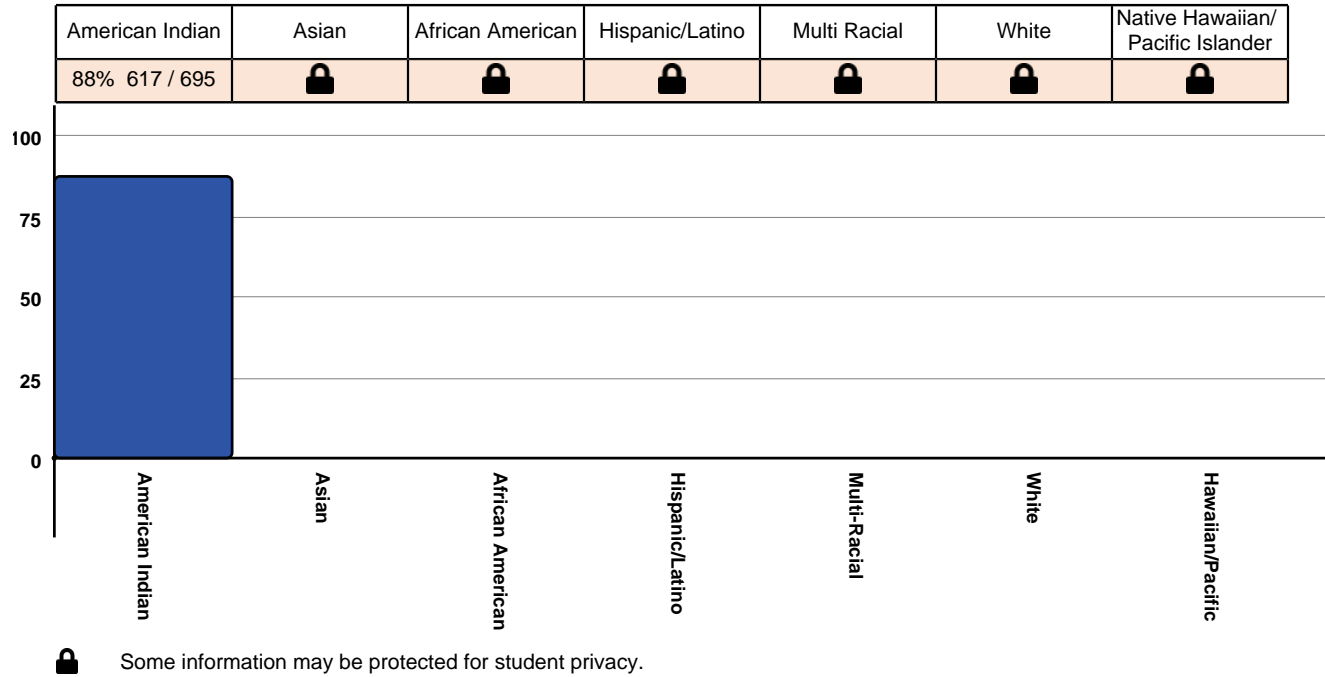 American Indian Asian African American Hispanic/Latino Multi Racial White Native Hawaiian/
Pacific Islander
88% 617 / 695
100
75
50
25
0
American Indian
Asian
African American
Hispanic/Latino
Multi-Racial
White
Hawaiian/Pacific
Some information may be protected for student privacy.